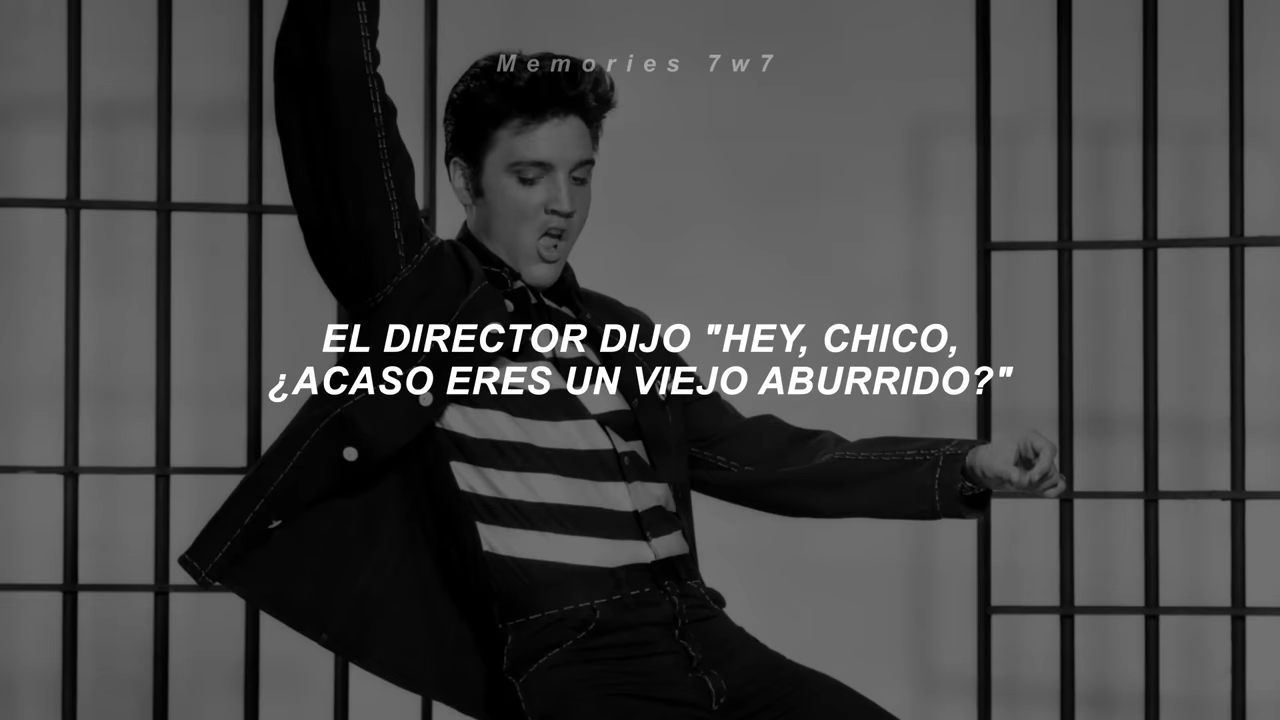 Memories 7w7
EL DIRECTOR DIJO "HEY, CHICO,
¿ACASO ERES UN VIEJO ABURRIDO?"